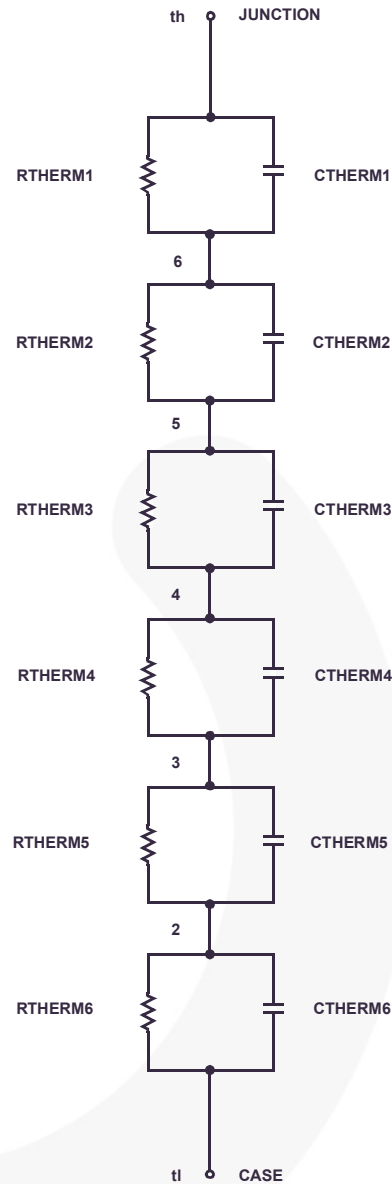 th JUNCTION
RTHERM1 CTHERM1
6
RTHERM2 CTHERM2
5
RTHERM3 CTHERM3
4
RTHERM4 CTHERM4
3
RTHERM5 CTHERM5
2
RTHERM6 CTHERM6
tl CASE